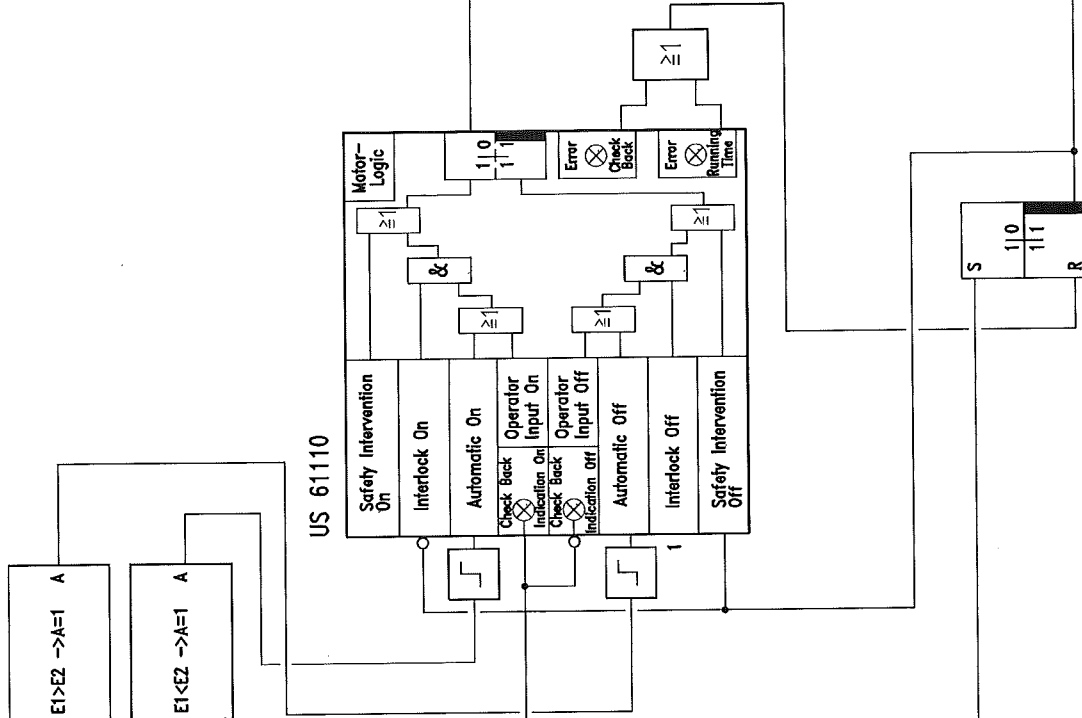 US 61110
Motor-
Logic
≥1
≥1
&
≥1
1|0
1|1
Error
Check
Back
Error
Running
Time
≥1
&
≥1
Safety Intervention
On
Interlock On
Automatic On
Operator
Input On
Check Back
Indication On
Operator
Input Off
Check Back
Indication Off
Automatic Off
Interlock Off
Safety Intervention
Off
1
E1>E2 ->A=1 A
E1<E2 ->A=1 A
S
1|0
1|1
R